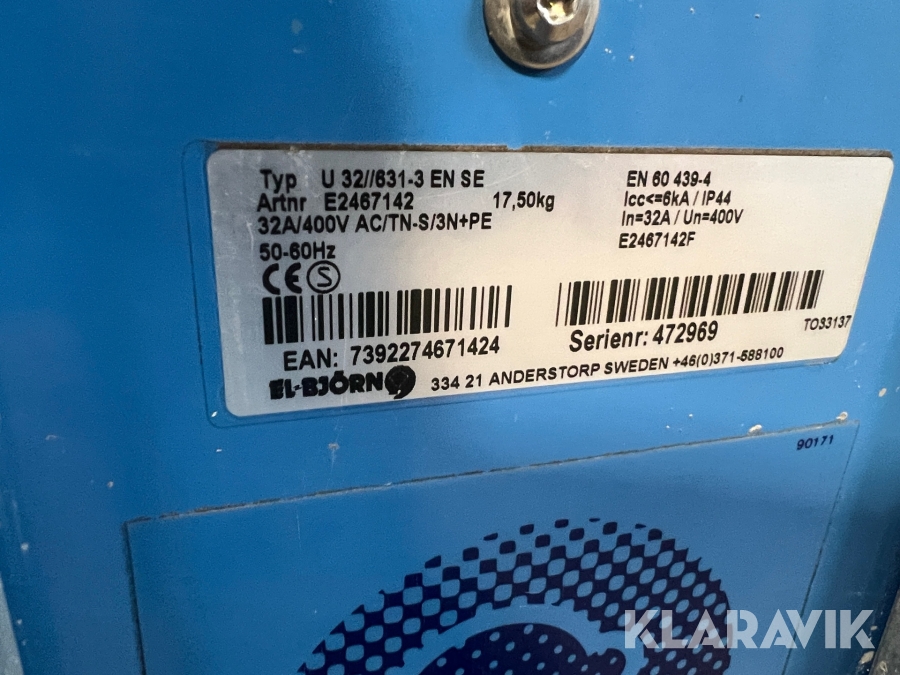 Typ U 32//631-3 EN SE
Artnr E2467142 17,50kg
32A/400V AC/TN-S/3N+PE
50-60Hz
CE S
EN 60 439-4
Icc<=6kA / IP44
In=32A / Un=400V
E2467142F
EAN: 7392274671424
Serienr: 472969
TO93137
EL-BJÖRN
334 21 ANDERSTORP SWEDEN +46(0)371-588100
90171
KLARAVIK